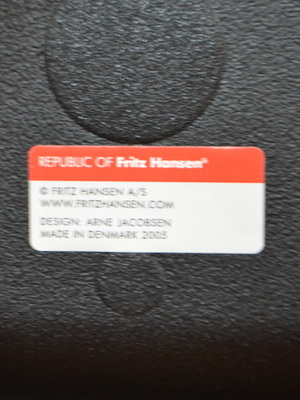 REPUBLIC OF Fritz Hansen®
© FRITZ HANSEN A/S
WWW.FRITZHANSEN.COM
DESIGN: ARNE JACOBSEN
MADE IN DENMARK 2005